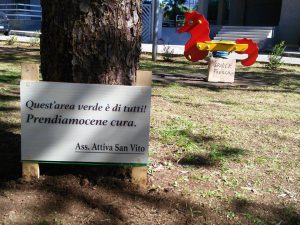 Quest'area verde è di tutti!
Prendiamocene cura.
Ass. Attiva San Vito